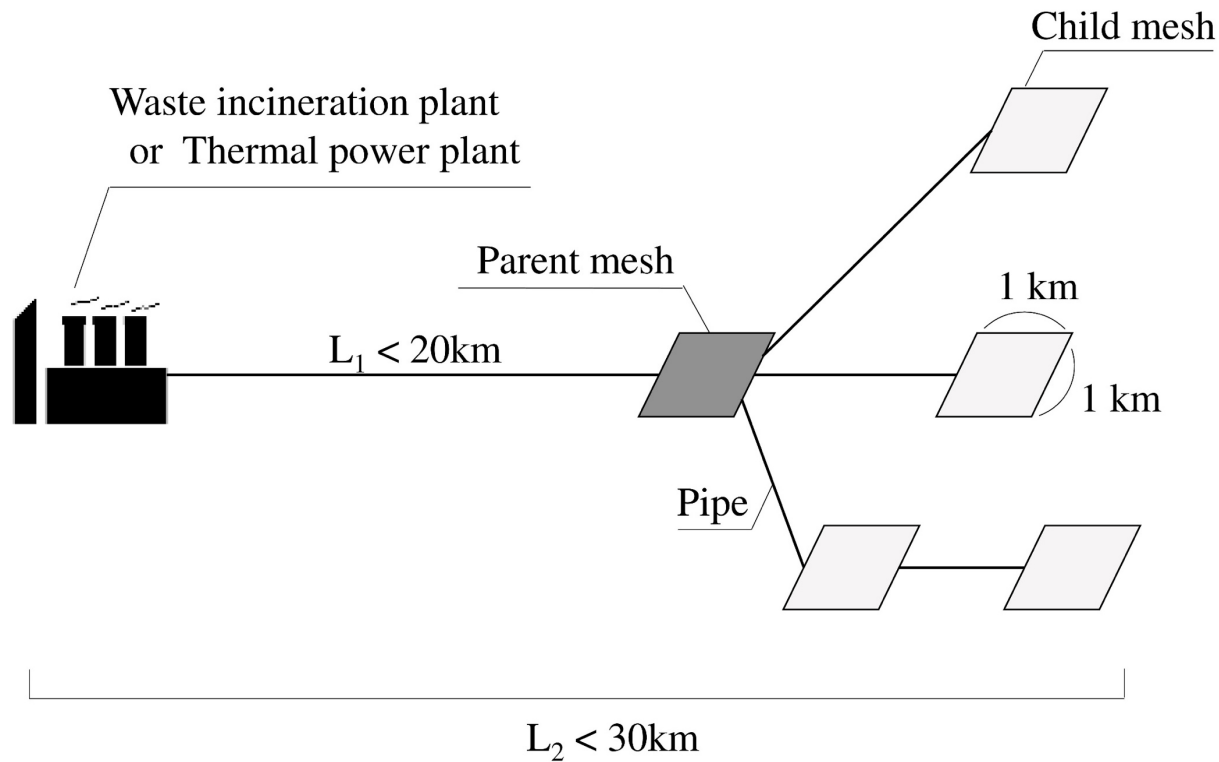 Child mesh
Waste incineration plant
or Thermal power plant
Parent mesh
1 km
L₁ < 20km
1 km
Pipe
L₂ < 30km